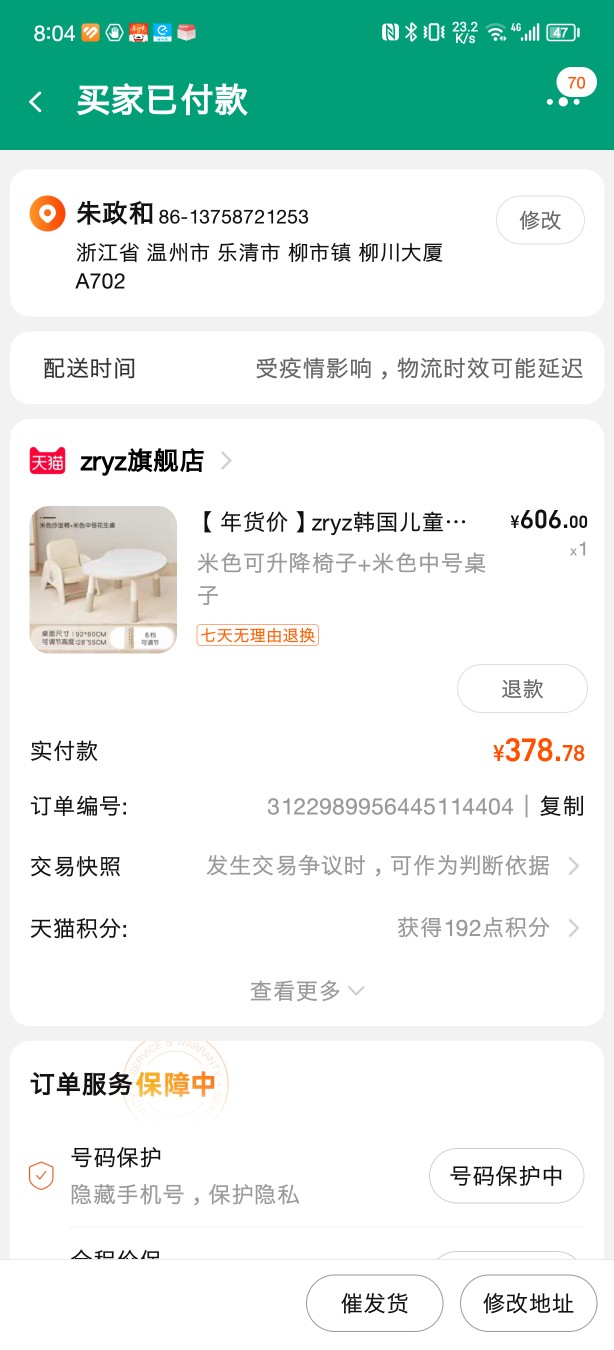 8:04
23.2
K/s
4G
47
买家已付款
70
朱政和 86-13758721253
修改
浙江省 温州市 乐清市 柳市镇 柳川大厦
A702
配送时间
受疫情影响，物流时效可能延迟
天猫 zryz旗舰店
米色沙发椅+米色中号花生桌
桌面尺寸:92*60CM
可调节高度:28~55CM
6档
可调节
【 年货价 】zryz韩国儿童…
¥606.00
x1
米色可升降椅子+米色中号桌
子
七天无理由退换
退款
实付款
¥378.78
订单编号:
3122989956445114404 | 复制
交易快照
发生交易争议时，可作为判断依据
天猫积分:
获得192点积分
查看更多
SERVICE & WARRANTY
订单服务保障中
号码保护
隐藏手机号，保护隐私
号码保护中
全程价保
催发货
修改地址